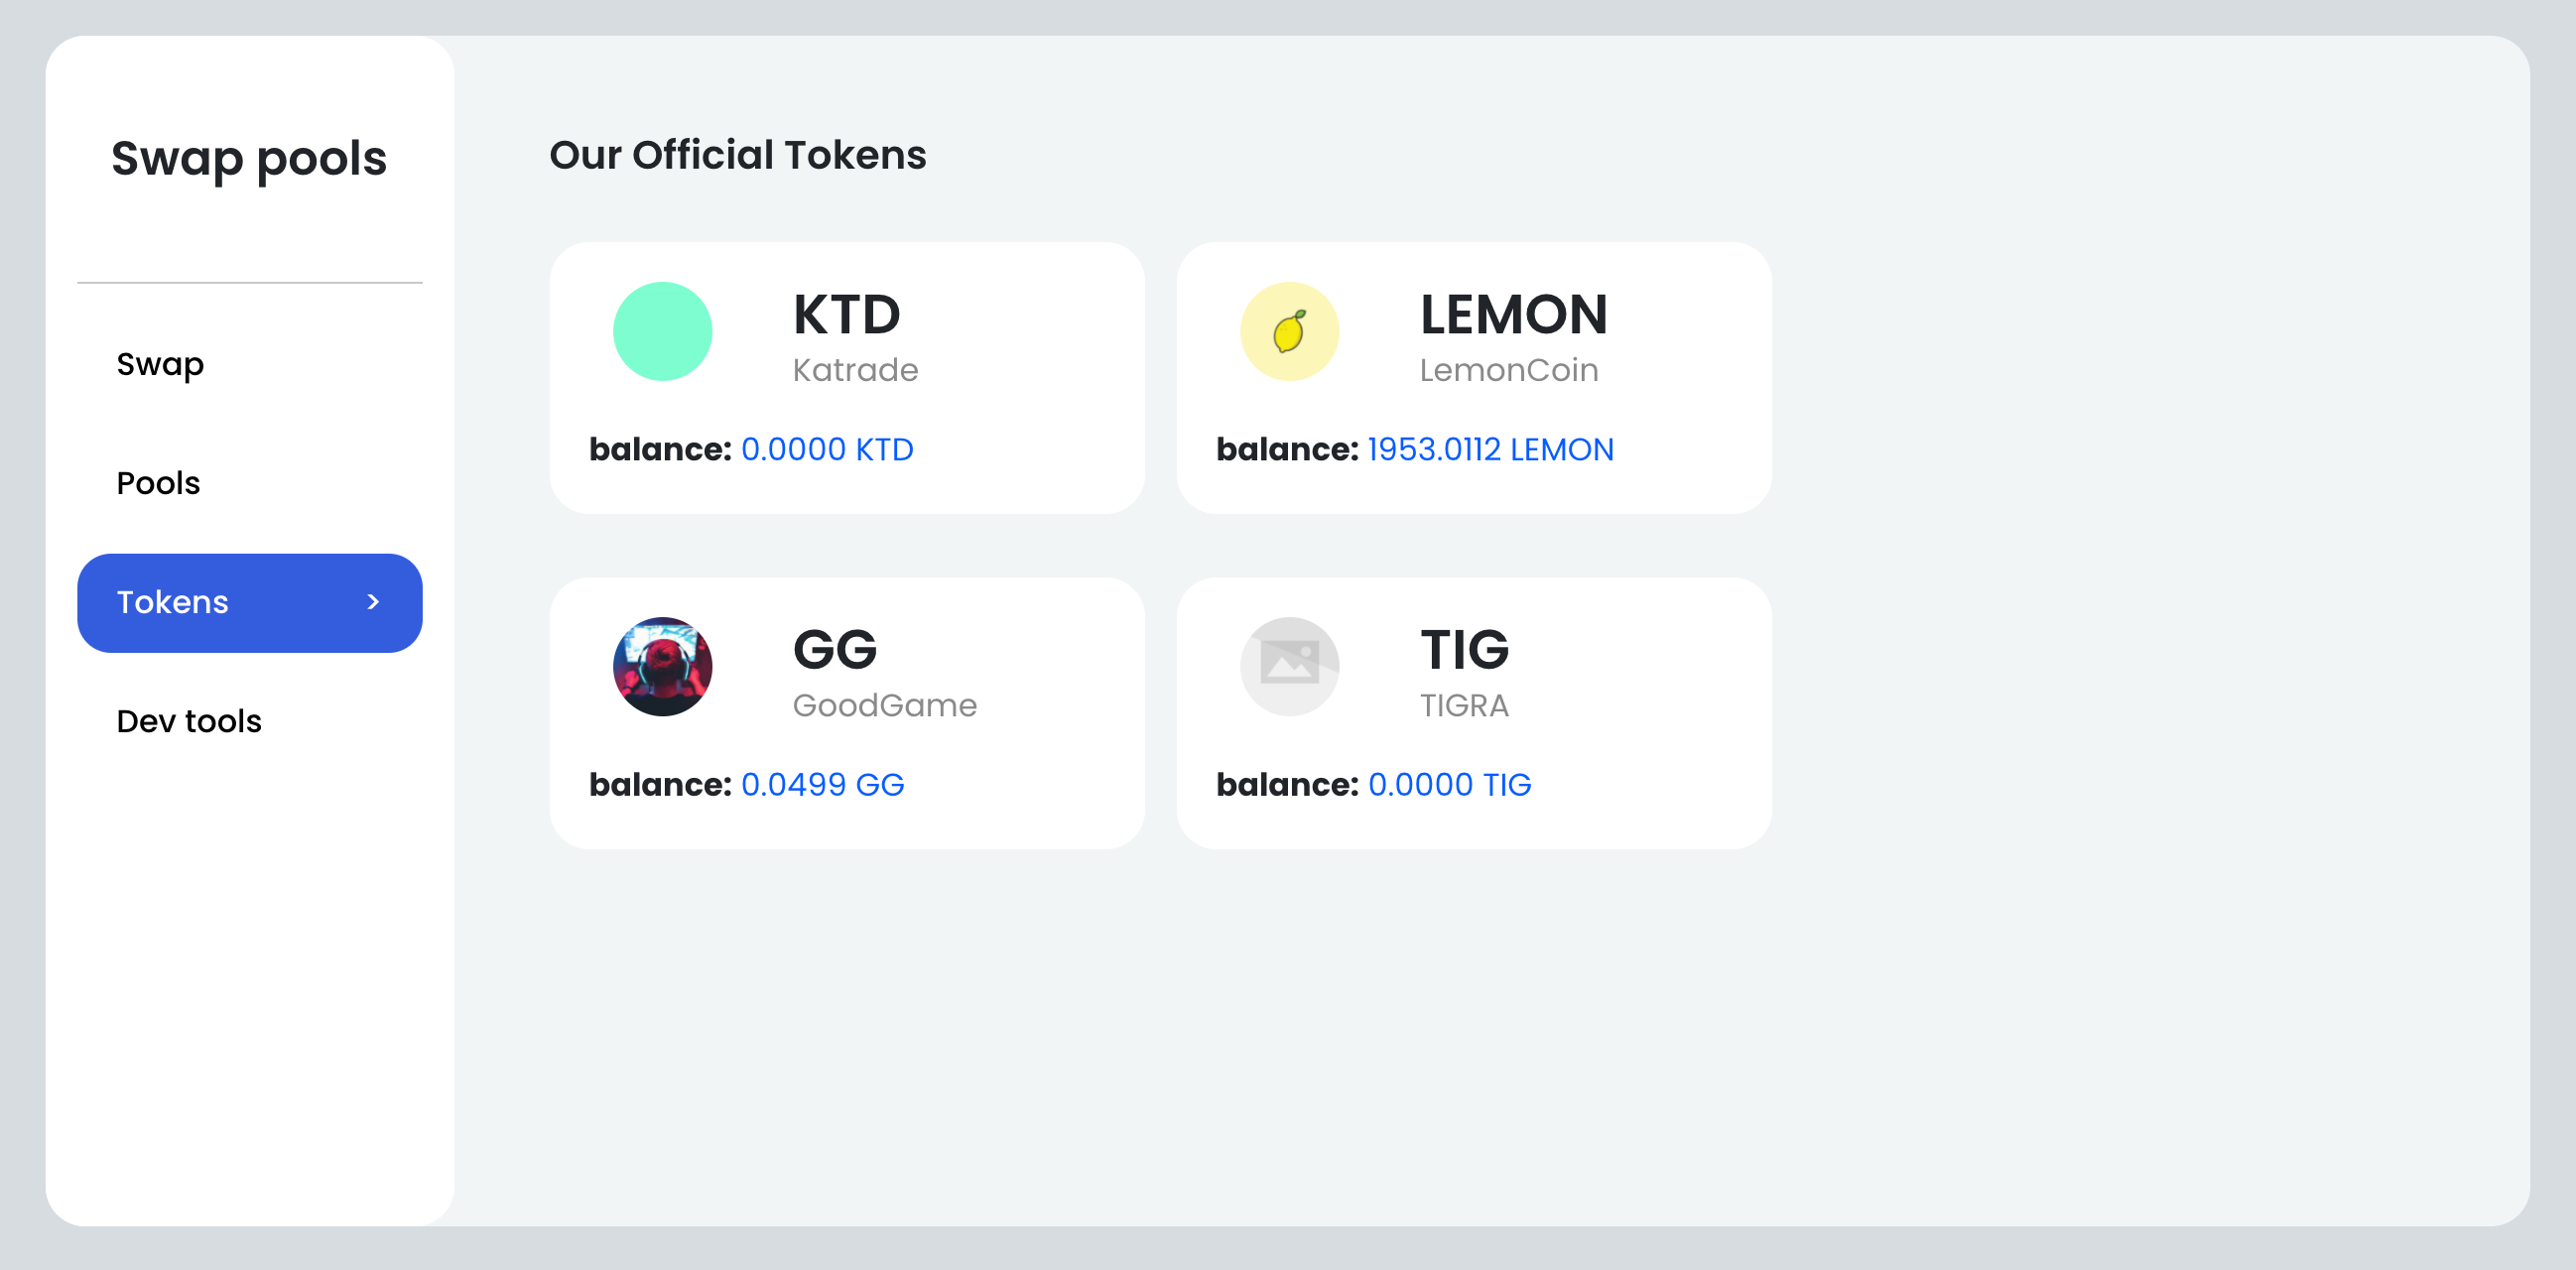 Swap pools
Swap
Pools
Tokens >
Dev tools
Our Official Tokens
KTD
Katrade
balance: 0.0000 KTD
LEMON
LemonCoin
balance: 1953.0112 LEMON
GG
GoodGame
balance: 0.0499 GG
TIG
TIGRA
balance: 0.0000 TIG